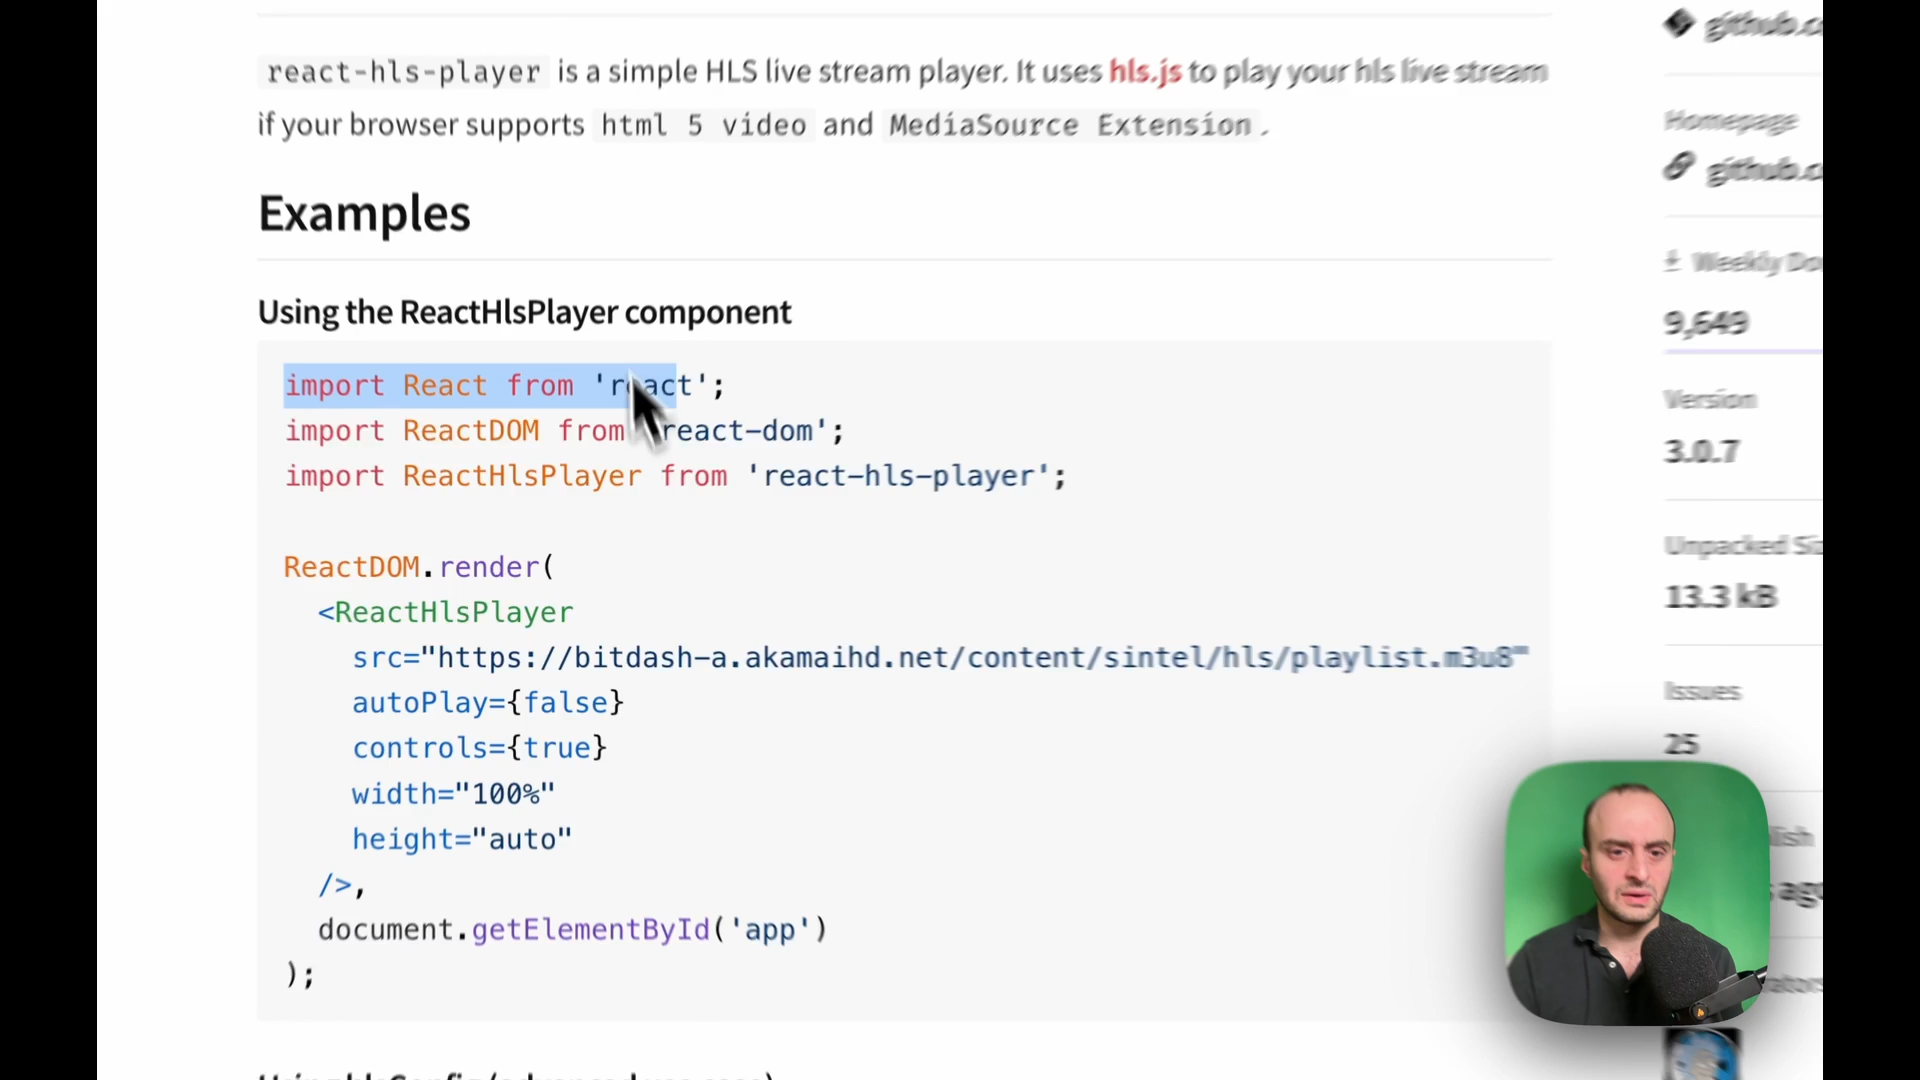 react-hls-player is a simple HLS live stream player. It uses hls.js to play your hls live stream
if your browser supports html 5 video and MediaSource Extension.
Examples
Using the ReactHlsPlayer component
import React from 'react';
import ReactDOM from 'react-dom';
import ReactHlsPlayer from 'react-hls-player';
ReactDOM.render(
<ReactHlsPlayer
src="https://bitdash-a.akamaihd.net/content/sintel/hls/playlist.m3u8"
autoPlay={false}
controls={true}
width="100%"
height="auto"
/>,
document.getElementById('app')
);
Homepage
Weekly
9,649
Version
3.0.7
Unpacked
13.3 kB
Issues
25